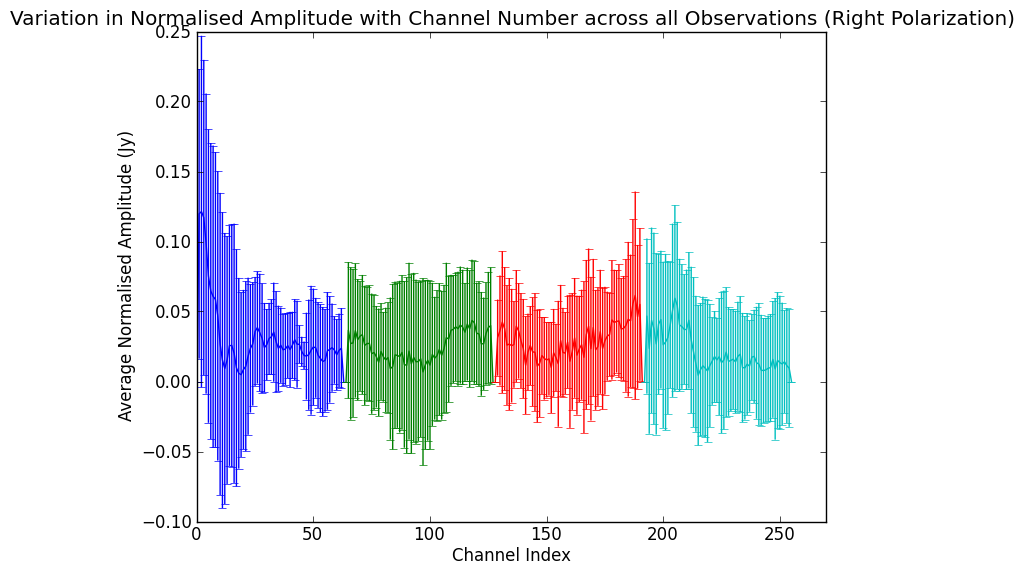 Variation in Normalised Amplitude with Channel Number across all Observations (Right Polarization)
0.25
0.20
0.15
0.10
0.05
0.00
−0.05
−0.10
Average Normalised Amplitude (Jy)
0 50 100 150 200 250
Channel Index